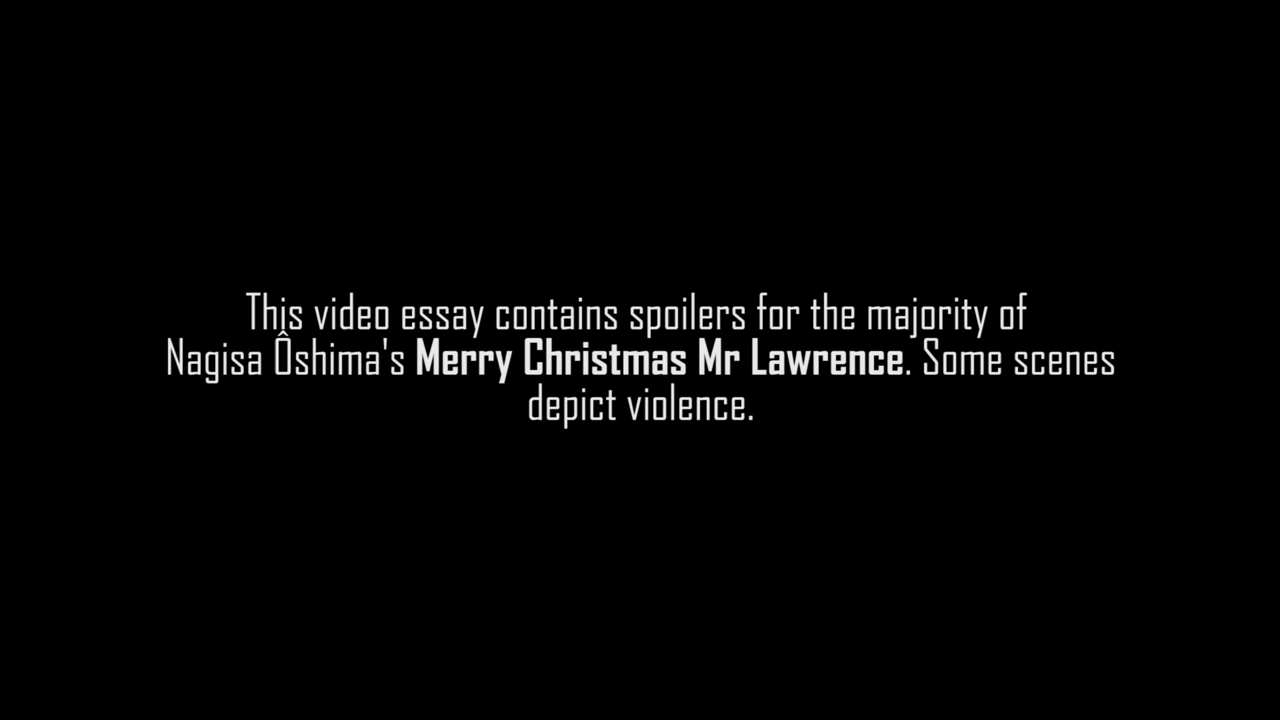 This video essay contains spoilers for the majority of
Nagisa Ôshima's Merry Christmas Mr Lawrence. Some scenes
depict violence.